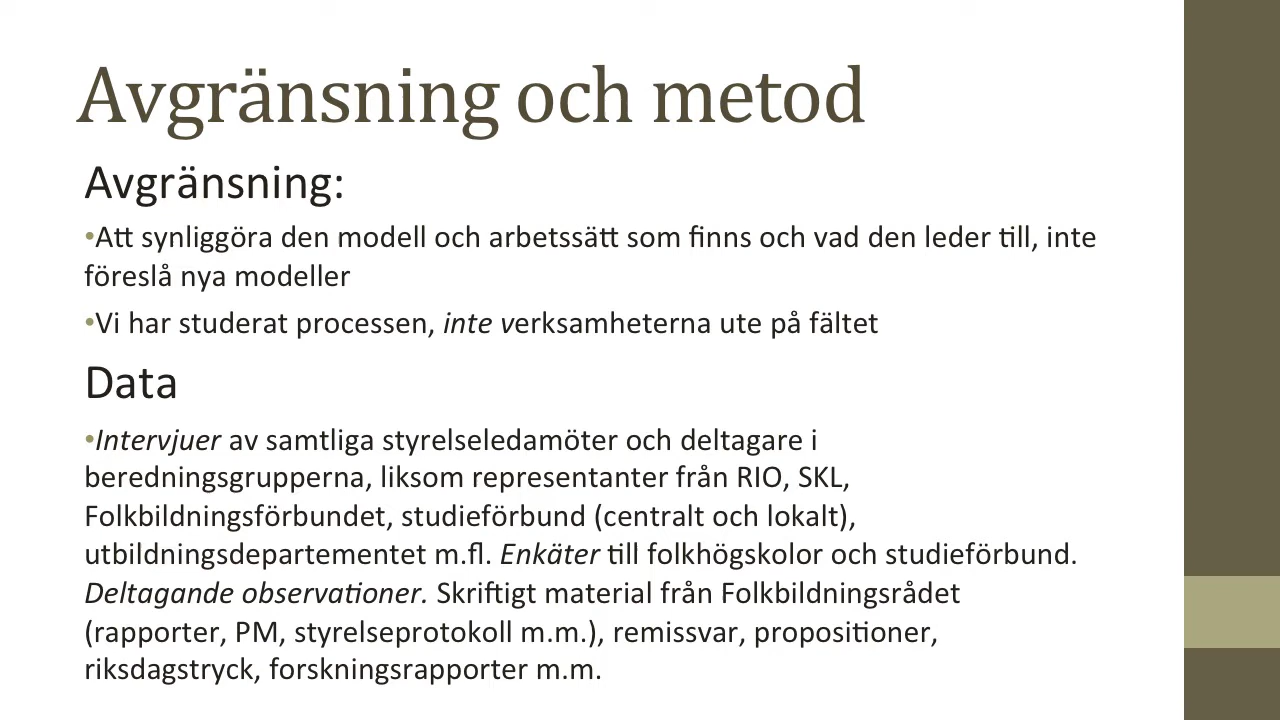 Avgränsning och metod
Avgränsning:
•Att synliggöra den modell och arbetssätt som finns och vad den leder till, inte
föreslå nya modeller
•Vi har studerat processen, inte verksamheterna ute på fältet
Data
•Intervjuer av samtliga styrelseledamöter och deltagare i
beredningsgrupperna, liksom representanter från RIO, SKL,
Folkbildningsförbundet, studieförbund (centralt och lokalt),
utbildningsdepartementet m.fl. Enkäter till folkhögskolor och studieförbund.
Deltagande observationer. Skriftigt material från Folkbildningsrådet
(rapporter, PM, styrelseprotokoll m.m.), remissvar, propositioner,
riksdagstryck, forskningsrapporter m.m.